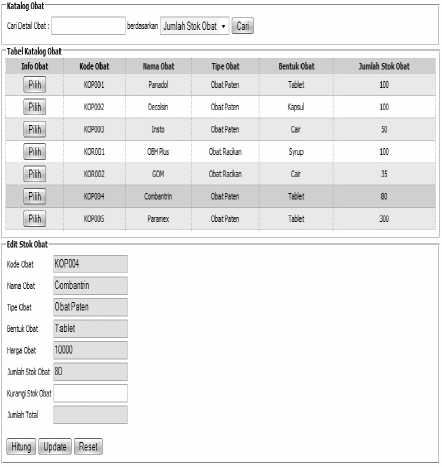 Katalog Obat
Cari Detail Obat : berdasarkan Jumlah Stok Obat Cari
Tabel Katalog Obat
Info Obat Kode Obat Nama Obat Tipe Obat Bentuk Obat Jumlah Stok Obat
Pilih KOP001 Panadol Obat Paten Tablet 100
Pilih KOP002 Decolsin Obat Paten Kapsul 100
Pilih KOP003 Insto Obat Paten Cair 50
Pilih KOR001 OBH Plus Obat Racikan Syrup 100
Pilih KOR002 GOM Obat Racikan Cair 35
Pilih KOP004 Combantrin Obat Paten Tablet 80
Pilih KOP005 Paramex Obat Paten Tablet 300
Edit Stok Obat
Kode Obat KOP004
Nama Obat Combantrin
Tipe Obat Obat Paten
Bentuk Obat Tablet
Harga Obat 10000
Jumlah Stok Obat 80
Kurangi Stok Obat
Jumlah Total
Hitung Update Reset